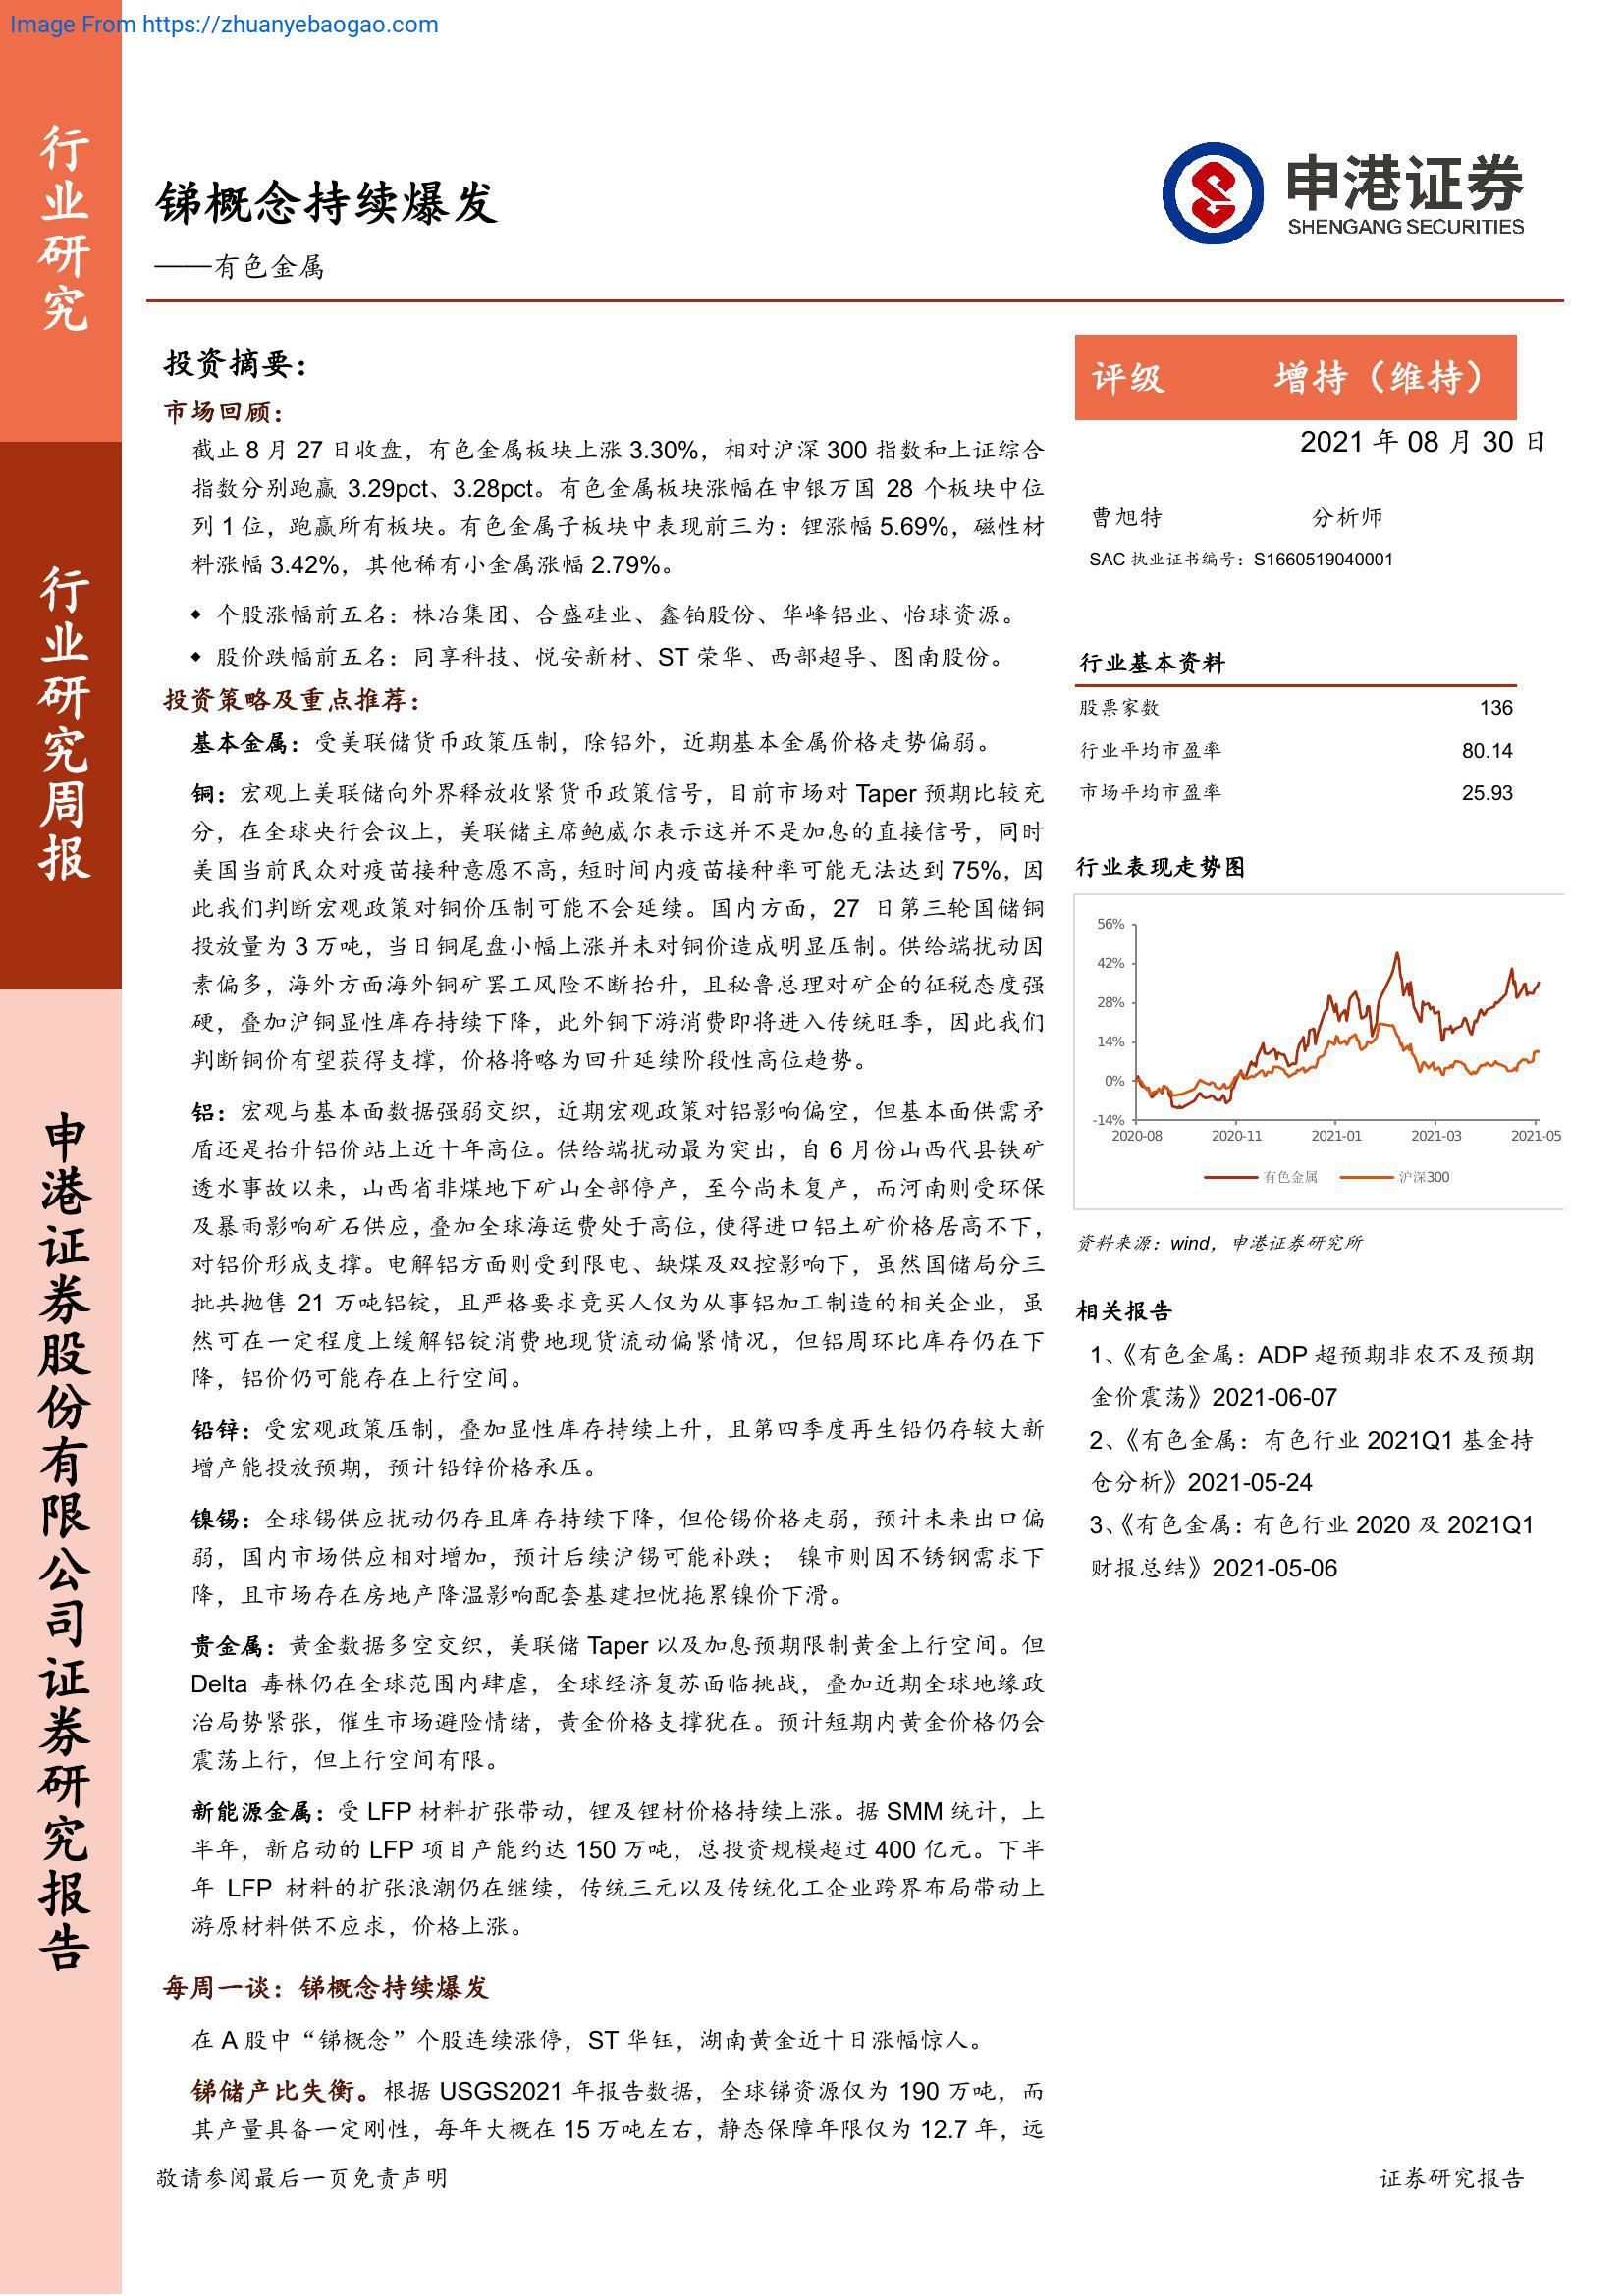 Image From https://zhuanyebaogao.com
行业研究
行业研究周报
申港证券股份有限公司证券研究报告
锑概念持续爆发
——有色金属
申港证券
SHENGANG SECURITIES
投资摘要：
市场回顾：
截止 8 月 27 日收盘，有色金属板块上涨 3.30%，相对沪深 300 指数和上证综合
指数分别跑赢 3.29pct、3.28pct。有色金属板块涨幅在申银万国 28 个板块中位
列 1 位，跑赢所有板块。有色金属子板块中表现前三为：锂涨幅 5.69%，磁性材
料涨幅 3.42%，其他稀有小金属涨幅 2.79%。
◆ 个股涨幅前五名：株冶集团、合盛硅业、鑫铂股份、华峰铝业、怡球资源。
◆ 股价跌幅前五名：同享科技、悦安新材、ST 荣华、西部超导、图南股份。
投资策略及重点推荐：
基本金属：受美联储货币政策压制，除铝外，近期基本金属价格走势偏弱。
铜：宏观上美联储向外界释放收紧货币政策信号，目前市场对 Taper 预期比较充
分，在全球央行会议上，美联储主席鲍威尔表示这并不是加息的直接信号，同时
美国当前民众对疫苗接种意愿不高，短时间内疫苗接种率可能无法达到 75%，因
此我们判断宏观政策对铜价压制可能不会延续。国内方面，27 日第三轮国储铜
投放量为 3 万吨，当日铜尾盘小幅上涨并未对铜价造成明显压制。供给端扰动因
素偏多，海外方面海外铜矿罢工风险不断抬升，且秘鲁总理对矿企的征税态度强
硬，叠加沪铜显性库存持续下降，此外铜下游消费即将进入传统旺季，因此我们
判断铜价有望获得支撑，价格将略为回升延续阶段性高位趋势。
铝：宏观与基本面数据强弱交织，近期宏观政策对铝影响偏空，但基本面供需矛
盾还是抬升铝价站上近十年高位。供给端扰动最为突出，自 6 月份山西代县铁矿
透水事故以来，山西省非煤地下矿山全部停产，至今尚未复产，而河南则受环保
及暴雨影响矿石供应，叠加全球海运费处于高位，使得进口铝土矿价格居高不下，
对铝价形成支撑。电解铝方面则受到限电、缺煤及双控影响下，虽然国储局分三
批共抛售 21 万吨铝锭，且严格要求竞买人仅为从事铝加工制造的相关企业，虽
然可在一定程度上缓解铝锭消费地现货流动偏紧情况，但铝周环比库存仍在下
降，铝价仍可能存在上行空间。
铅锌：受宏观政策压制，叠加显性库存持续上升，且第四季度再生铅仍存较大新
增产能投放预期，预计铅锌价格承压。
镍锡：全球锡供应扰动仍存且库存持续下降，但伦锡价格走弱，预计未来出口偏
弱，国内市场供应相对增加，预计后续沪锡可能补跌； 镍市则因不锈钢需求下
降，且市场存在房地产降温影响配套基建担忧拖累镍价下滑。
贵金属：黄金数据多空交织，美联储 Taper 以及加息预期限制黄金上行空间。但
Delta 毒株仍在全球范围内肆虐，全球经济复苏面临挑战，叠加近期全球地缘政
治局势紧张，催生市场避险情绪，黄金价格支撑犹在。预计短期内黄金价格仍会
震荡上行，但上行空间有限。
新能源金属：受 LFP 材料扩张带动，锂及锂材价格持续上涨。据 SMM 统计，上
半年，新启动的 LFP 项目产能约达 150 万吨，总投资规模超过 400 亿元。下半
年 LFP 材料的扩张浪潮仍在继续，传统三元以及传统化工企业跨界布局带动上
游原材料供不应求，价格上涨。
每周一谈：锑概念持续爆发
在 A 股中“锑概念”个股连续涨停，ST 华钰，湖南黄金近十日涨幅惊人。
锑储产比失衡。根据 USGS2021 年报告数据，全球锑资源仅为 190 万吨，而
其产量具备一定刚性，每年大概在 15 万吨左右，静态保障年限仅为 12.7 年，远
评级 增持（维持）
2021 年 08 月 30 日
曹旭特 分析师
SAC 执业证书编号：S1660519040001
行业基本资料
股票家数 136
行业平均市盈率 80.14
市场平均市盈率 25.93
行业表现走势图
56%
42%
28%
14%
0%
-14%
2020-08 2020-11 2021-01 2021-03 2021-05
有色金属 沪深300
资料来源：wind，申港证券研究所
相关报告
1、《有色金属：ADP 超预期非农不及预期
金价震荡》2021-06-07
2、《有色金属：有色行业 2021Q1 基金持
仓分析》2021-05-24
3、《有色金属：有色行业 2020 及 2021Q1
财报总结》2021-05-06
敬请参阅最后一页免责声明
证券研究报告